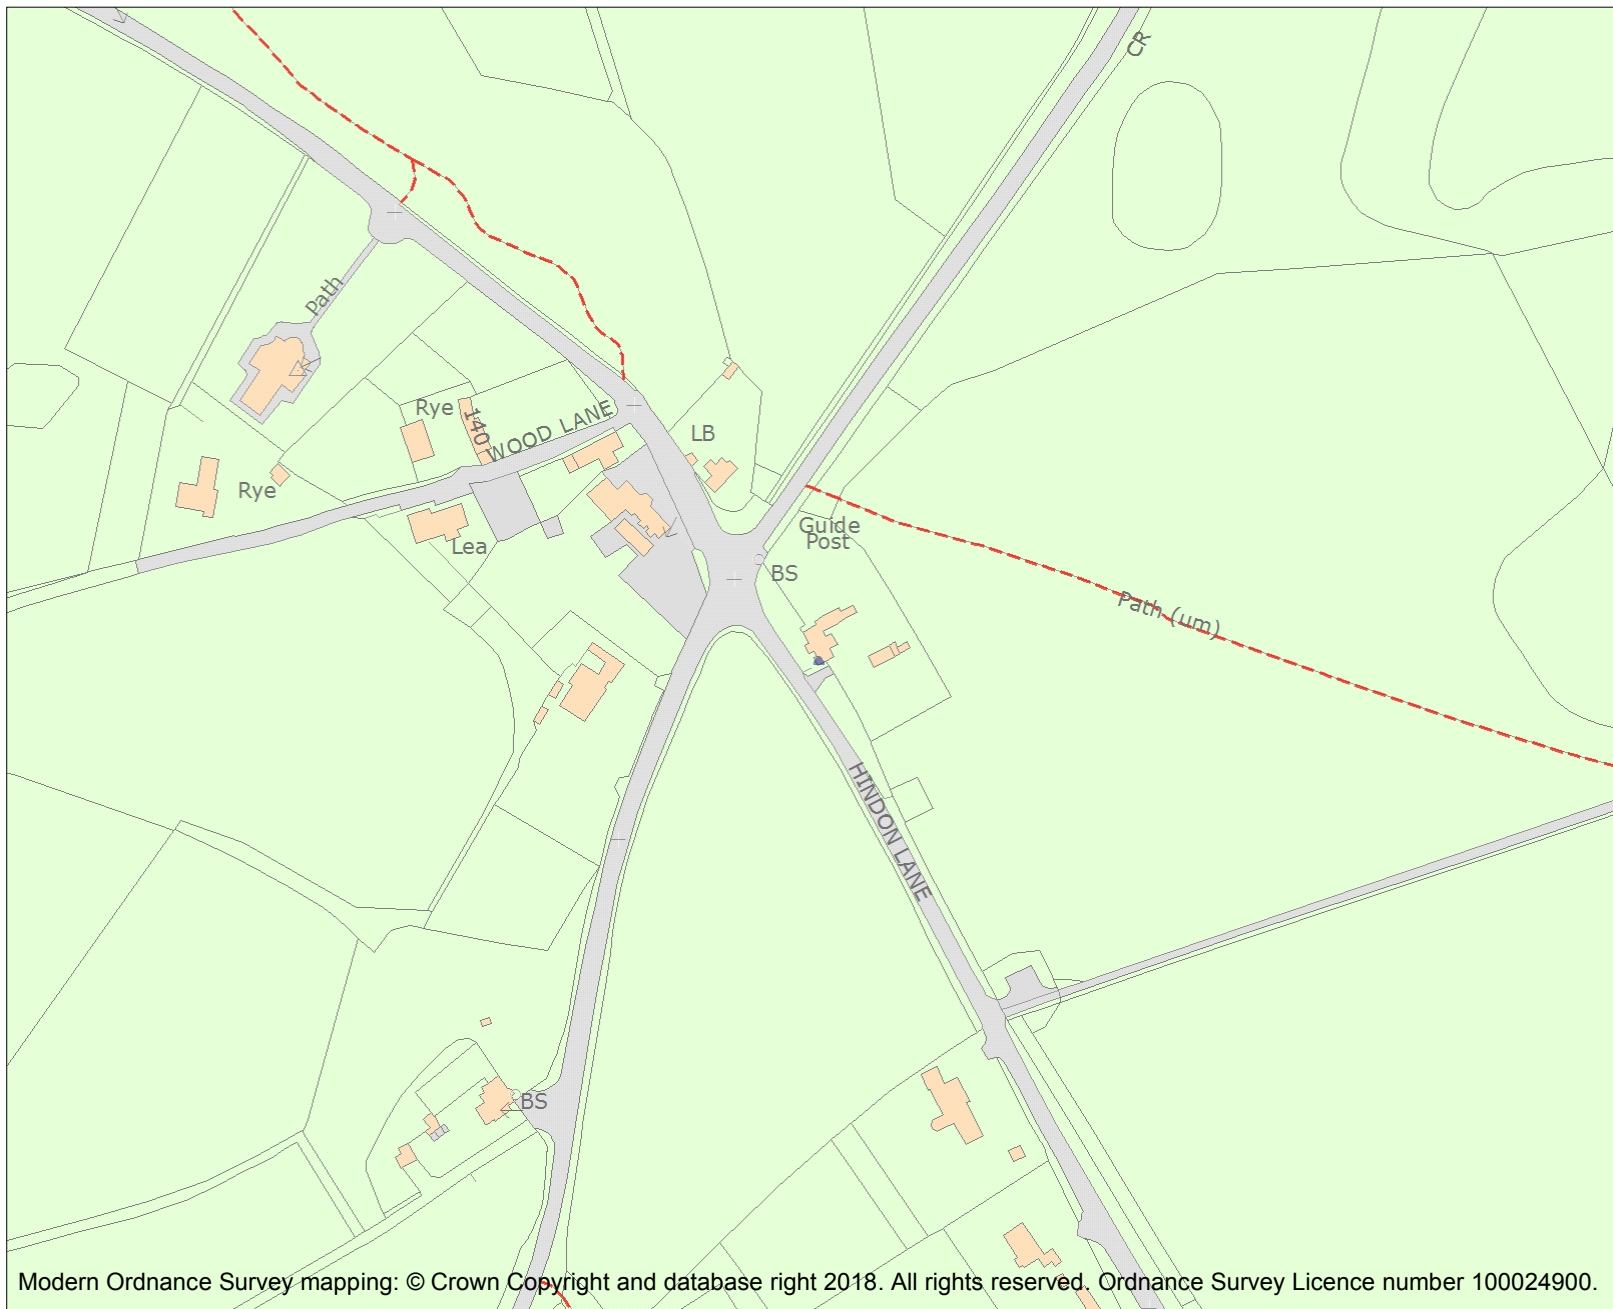 CR
Path
Rye
140
WOOD LANE
LB
Rye
Lea
Guide
Post
BS
Path (um)
HINDON LANE
BS
Modern Ordnance Survey mapping: © Crown Copyright and database right 2018. All rights reserved. Ordnance Survey Licence number 100024900.